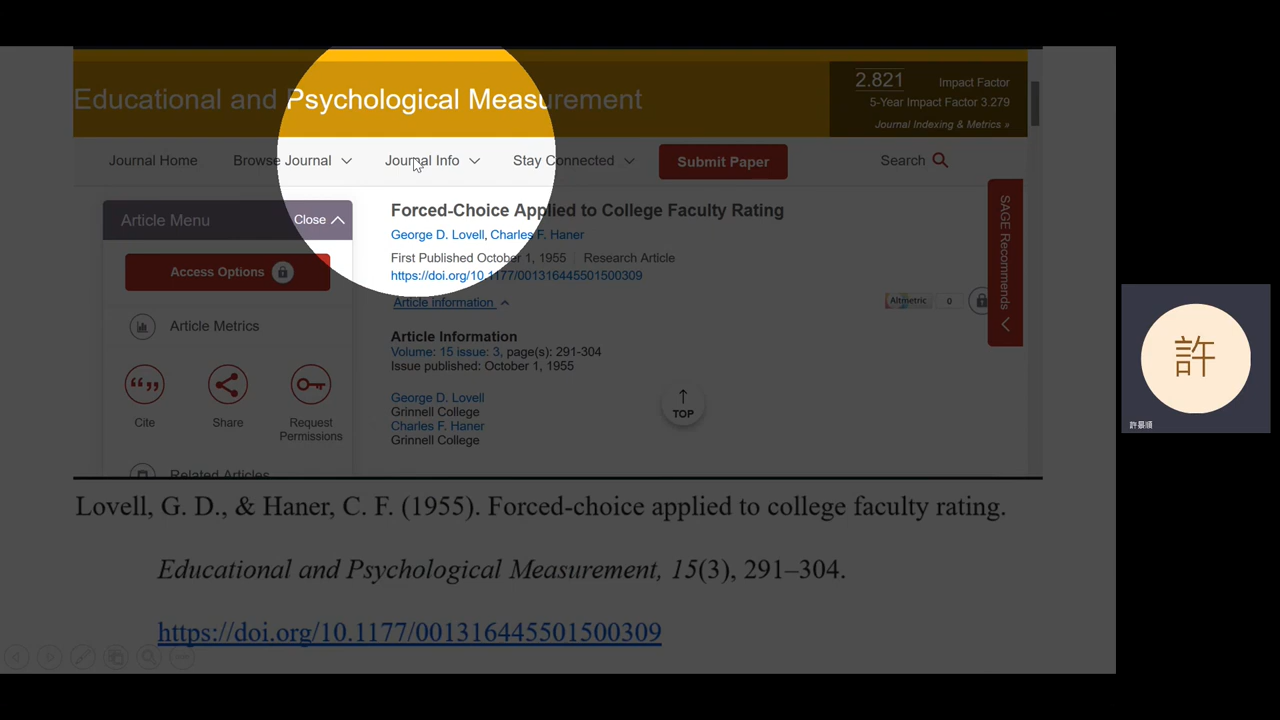 Educational and Psychological Measurement
2.821 Impact Factor
5-Year Impact Factor 3.279
Journal Indexing & Metrics »
Journal Home Browse Journal Journal Info Stay Connected Submit Paper Search
Article Menu Close
Access Options
Article Metrics
Cite Share Request Permissions
Related Articles
Forced-Choice Applied to College Faculty Rating
George D. Lovell, Charles F. Haner
First Published October 1, 1955 Research Article
https://doi.org/10.1177/001316445501500309
Article information
Altmetric 0
SAGE Recommends
Article Information
Volume: 15 issue: 3, page(s): 291-304
Issue published: October 1, 1955
George D. Lovell
Grinnell College
Charles F. Haner
Grinnell College
TOP
Lovell, G. D., & Haner, C. F. (1955). Forced-choice applied to college faculty rating.
Educational and Psychological Measurement, 15(3), 291–304.
https://doi.org/10.1177/001316445501500309
許
許景順